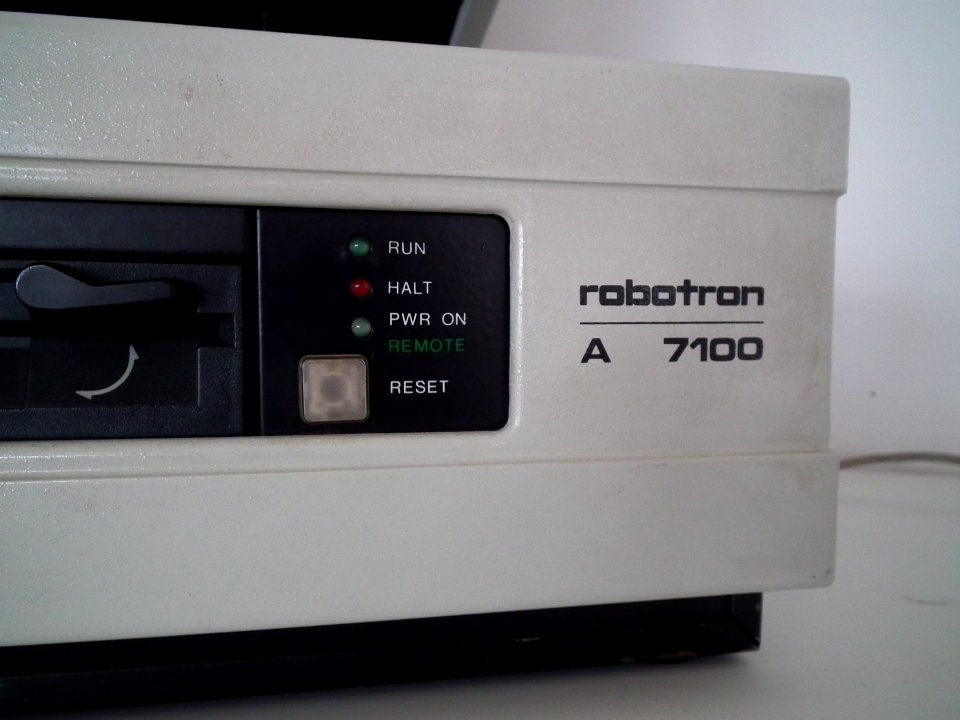 RUN
HALT
PWR ON
REMOTE
RESET
robotron
A 7100